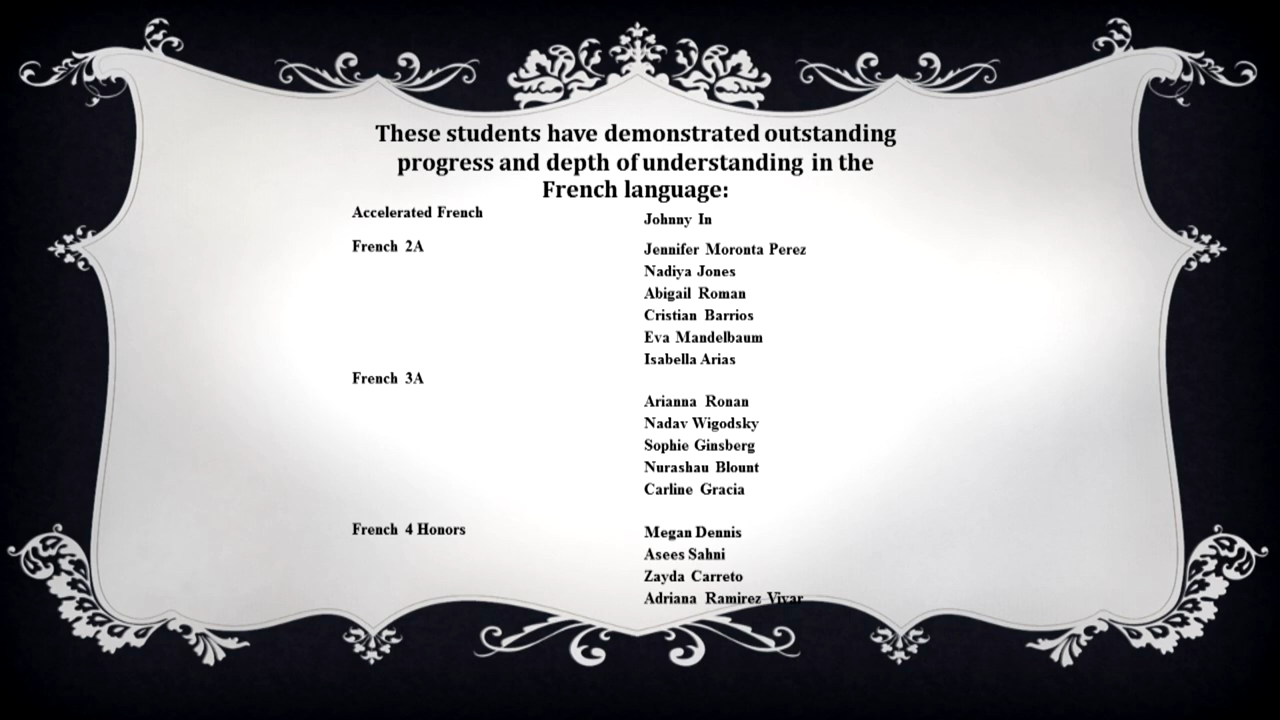 These students have demonstrated outstanding
progress and depth of understanding in the
French language:
Accelerated French
Johnny In
French 2A
Jennifer Moronta Perez
Nadiya Jones
Abigail Roman
Cristian Barrios
Eva Mandelbaum
Isabella Arias
French 3A
Arianna Ronan
Nadav Wigodsky
Sophie Ginsberg
Nurashau Blount
Carline Gracia
French 4 Honors
Megan Dennis
Asees Sahni
Zayda Carreto
Adriana Ramirez Vivar